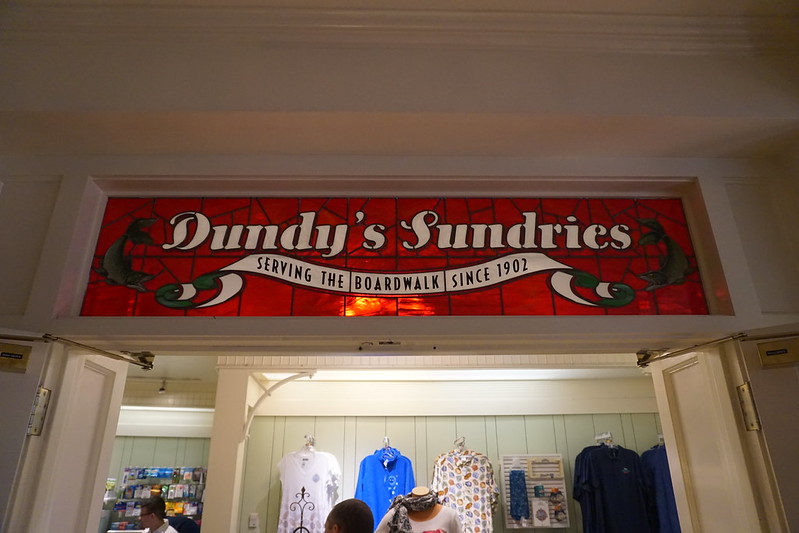 Dundy's Sundries
SERVING THE BOARDWALK SINCE 1902